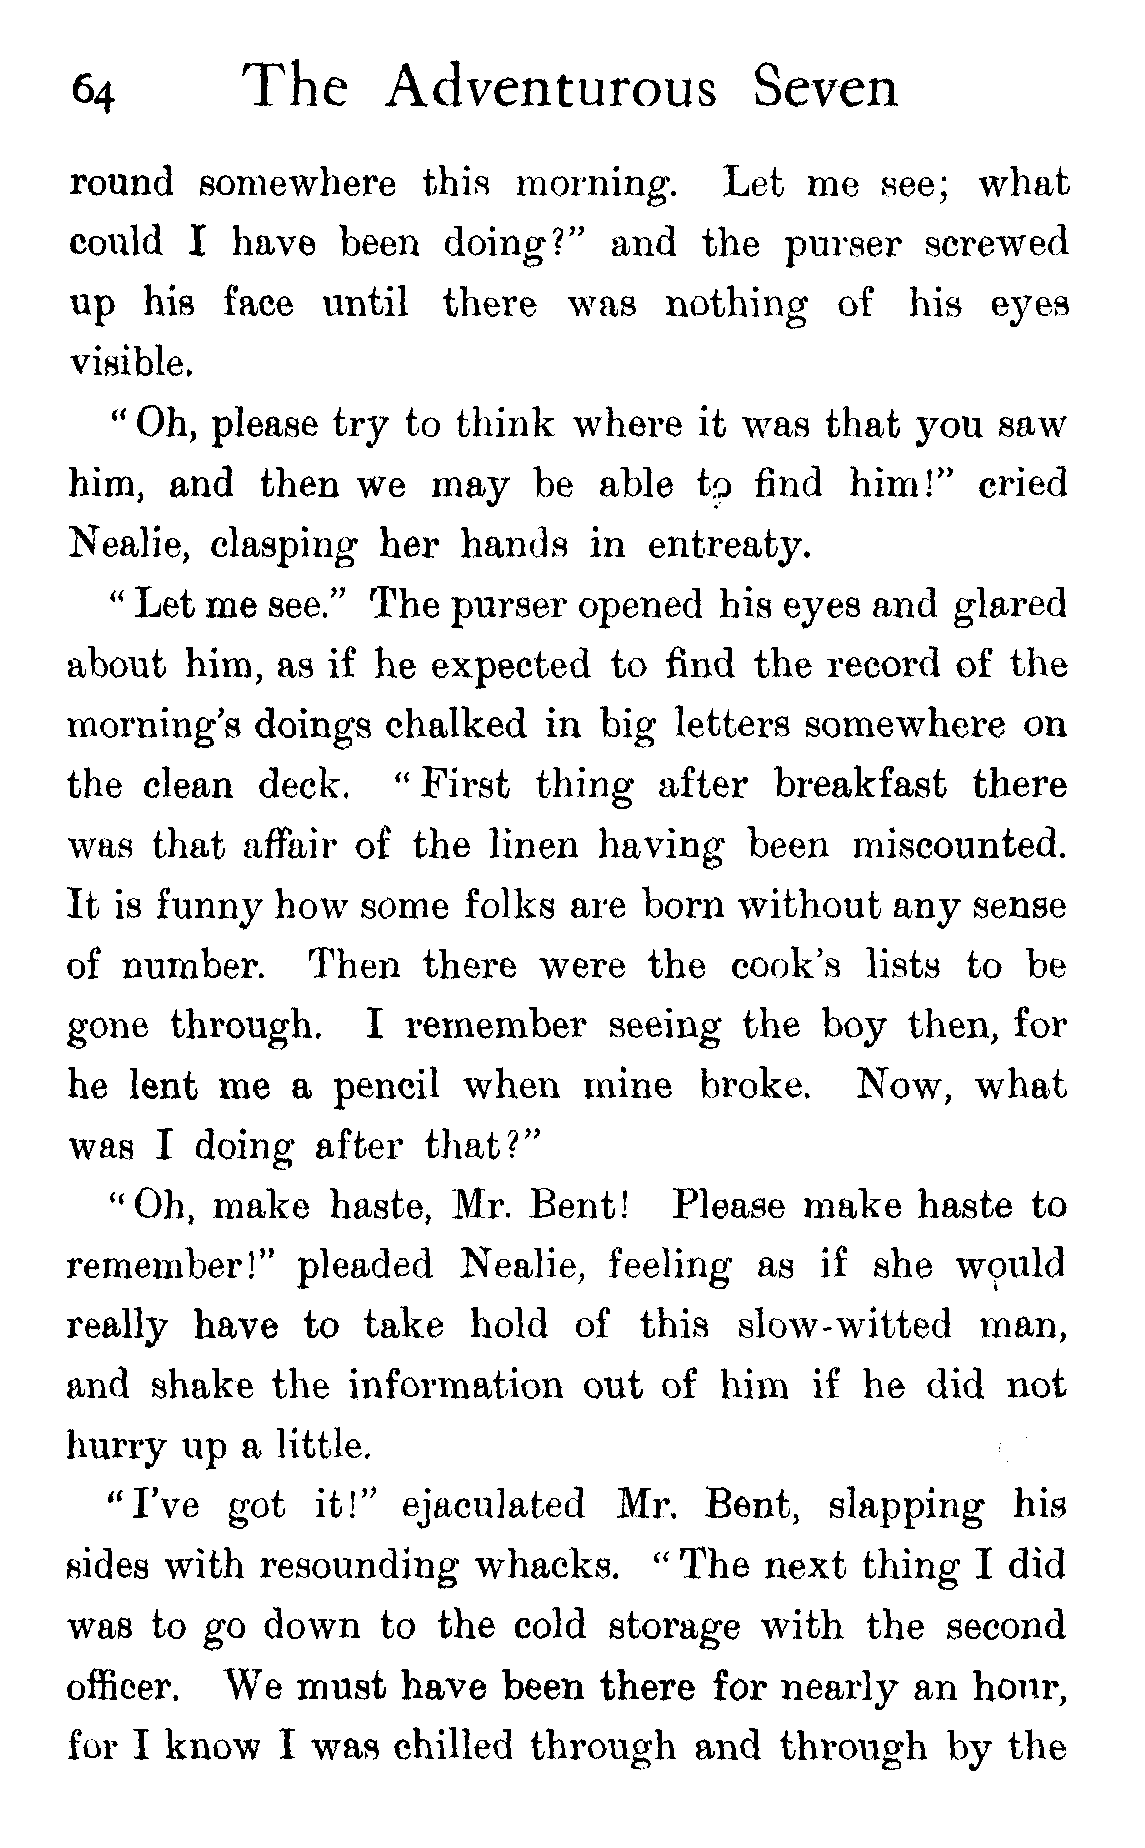 64 The Adventurous Seven
round somewhere this morning. Let me see; what
could I have been doing?” and the purser screwed
up his face until there was nothing of his eyes
visible.
“Oh, please try to think where it was that you saw
him, and then we may be able to find him!” cried
Nealie, clasping her hands in entreaty.
“Let me see.” The purser opened his eyes and glared
about him, as if he expected to find the record of the
morning’s doings chalked in big letters somewhere on
the clean deck. “First thing after breakfast there
was that affair of the linen having been miscounted.
It is funny how some folks are born without any sense
of number. Then there were the cook’s lists to be
gone through. I remember seeing the boy then, for
he lent me a pencil when mine broke. Now, what
was I doing after that?”
“Oh, make haste, Mr. Bent! Please make haste to
remember!” pleaded Nealie, feeling as if she would
really have to take hold of this slow-witted man,
and shake the information out of him if he did not
hurry up a little.
“I’ve got it!” ejaculated Mr. Bent, slapping his
sides with resounding whacks. “The next thing I did
was to go down to the cold storage with the second
officer. We must have been there for nearly an hour,
for I know I was chilled through and through by the